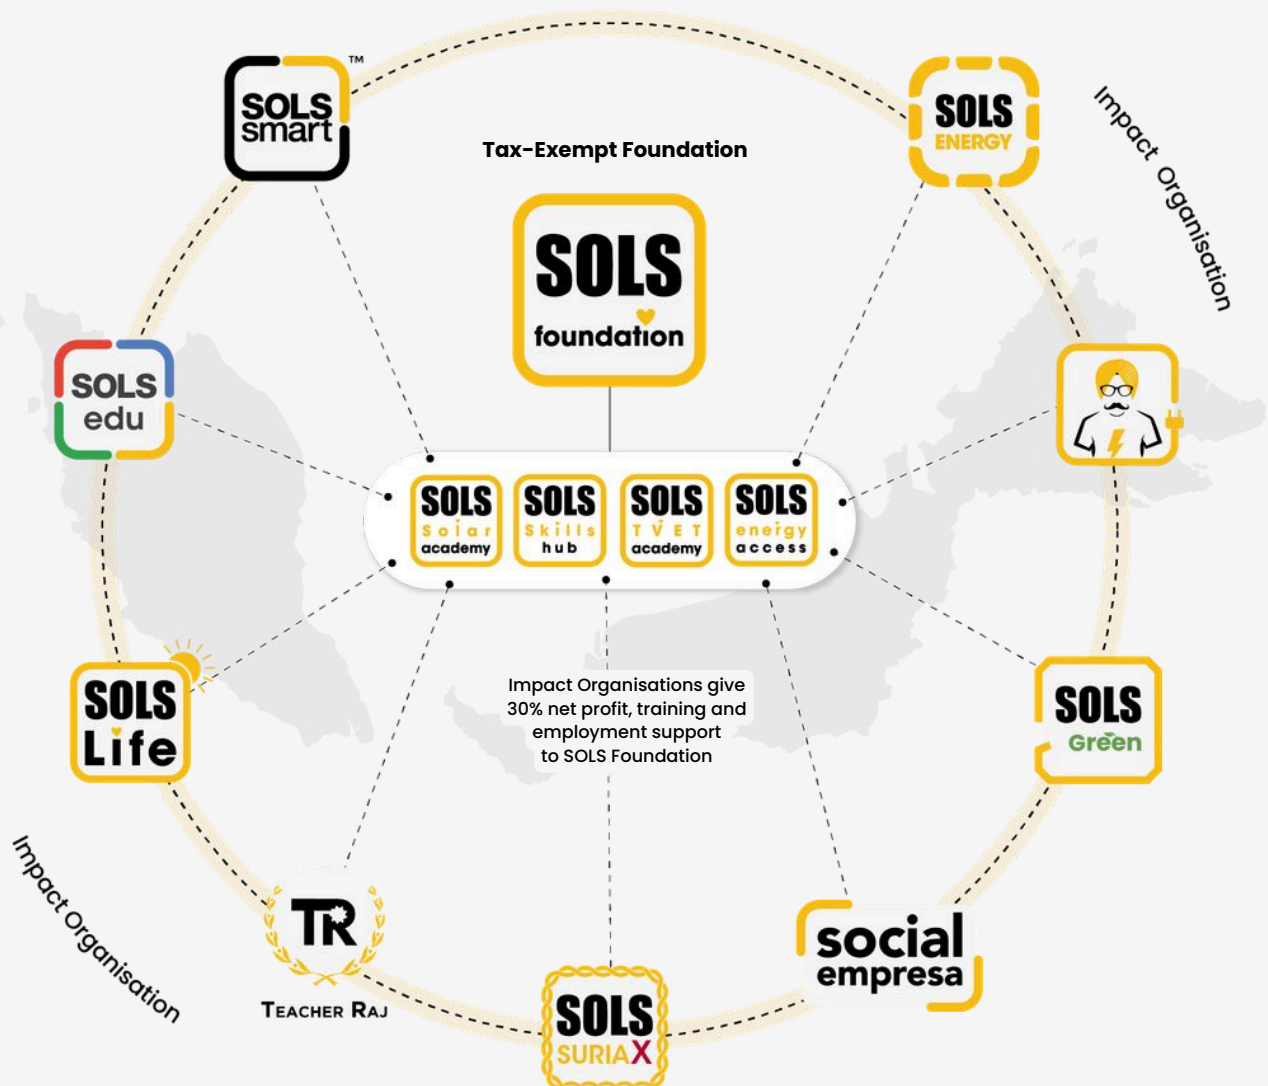 SOLS
smart
™
SOLS
ENERGY
Impact Organisation
Tax-Exempt Foundation
SOLS
foundation
SOLS
edu
SOLS
Solar
academy
SOLS
Skills
hub
SOLS
TVET
academy
SOLS
energy
access
SOLS
Life
Impact Organisations give
30% net profit, training and
employment support
to SOLS Foundation
SOLS
Green
Impact Organisation
TR
TEACHER RAJ
social
empresa
SOLS
SURIAX